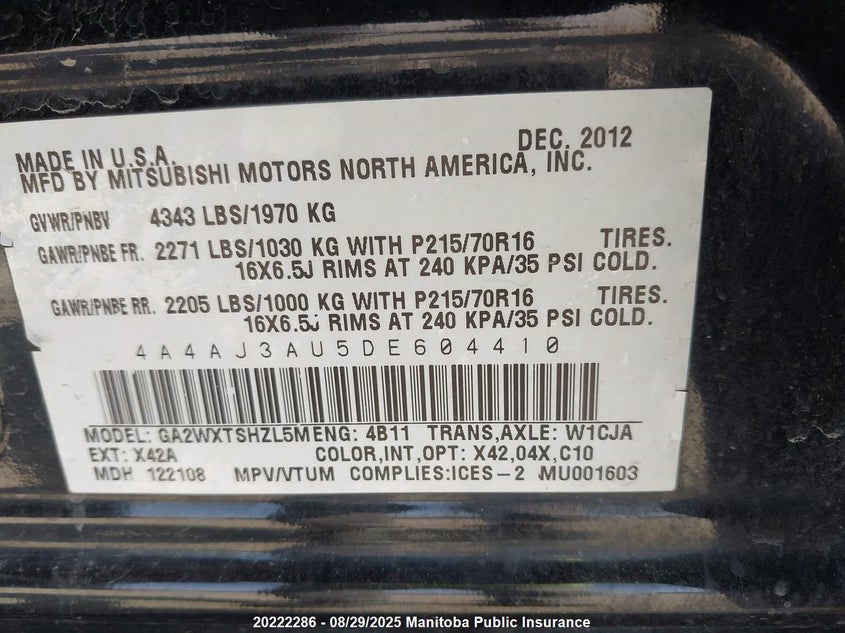 MADE IN U.S.A. DEC. 2012
MFD BY MITSUBISHI MOTORS NORTH AMERICA, INC.
GVWR/PNBV 4343 LBS/1970 KG
GAWR/PNBE FR. 2271 LBS/1030 KG WITH P215/70R16 TIRES.
16X6.5J RIMS AT 240 KPA/35 PSI COLD.
GAWR/PNBE RR. 2205 LBS/1000 KG WITH P215/70R16 TIRES.
16X6.5J RIMS AT 240 KPA/35 PSI COLD.
4A4AJ3AU5DE604410
MODEL: GA2WXTSHZL5M ENG: 4B11 TRANS,AXLE: W1CJA
EXT: X42A COLOR,INT,OPT: X42,04X,C10
MDH 122108 MPV/VTUM COMPLIES:ICES-2 MU001603
20222286 - 08/29/2025 Manitoba Public Insurance